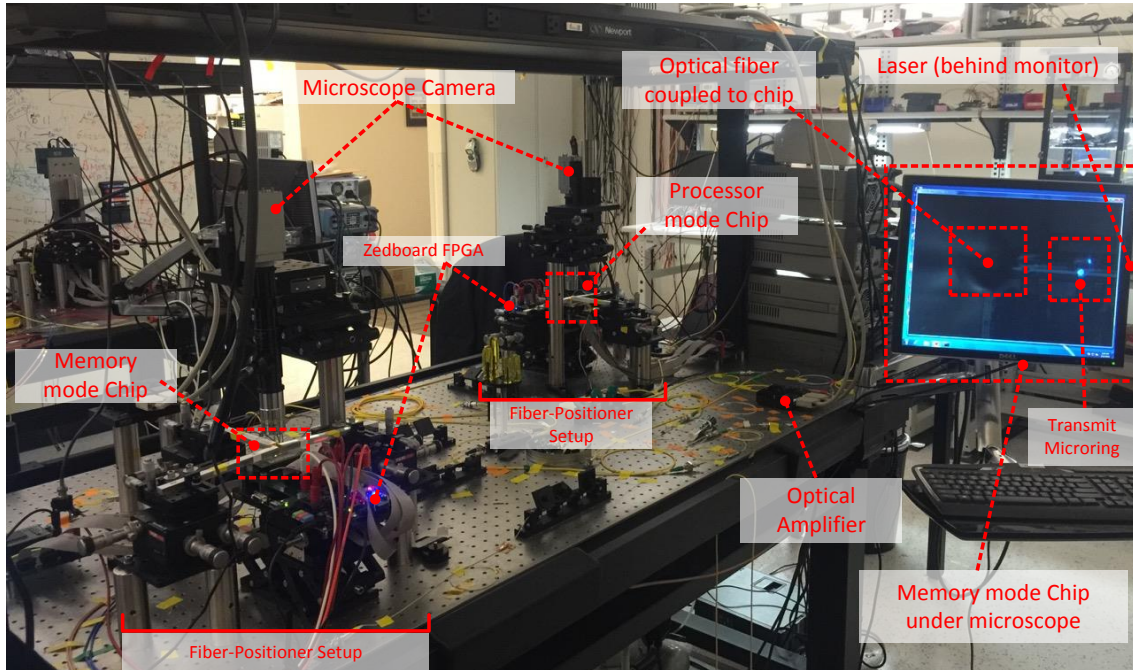 Newport
Microscope Camera
Optical fiber
coupled to chip
Laser (behind monitor)
Processor
mode Chip
Zedboard FPGA
Memory
mode Chip
Fiber-Positioner
Setup
Transmit
Microring
Optical
Amplifier
Memory mode Chip
under microscope
Fiber-Positioner Setup
DELL